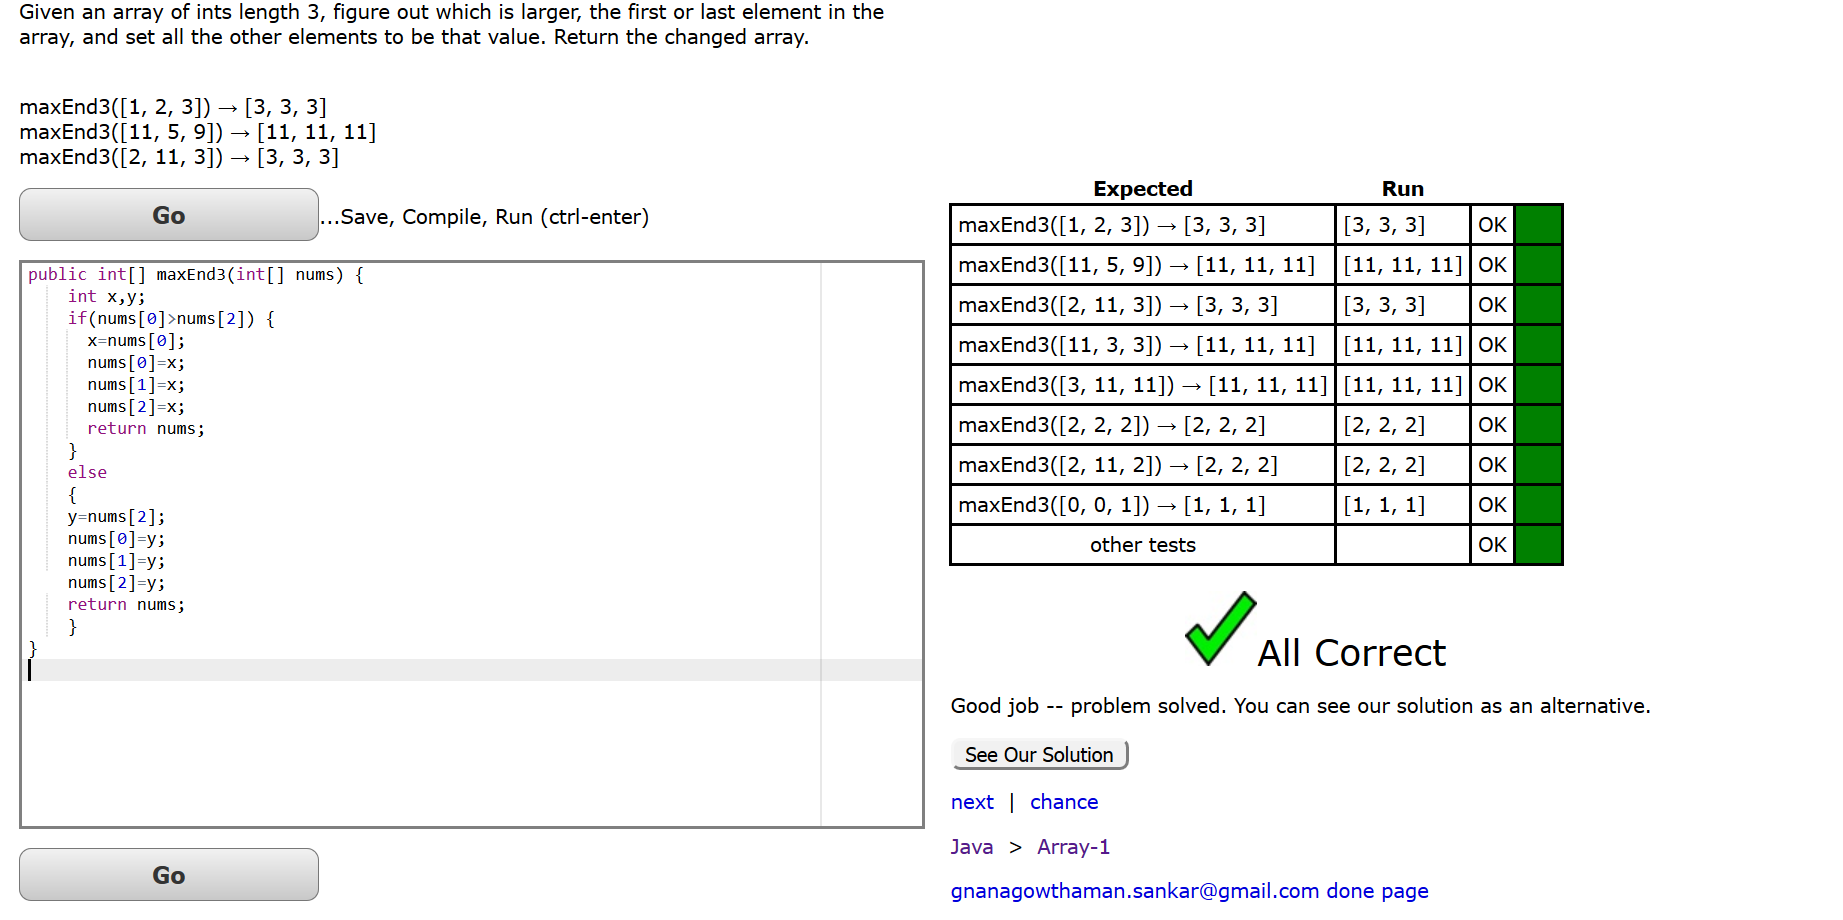 Given an array of ints length 3, figure out which is larger, the first or last element in the
array, and set all the other elements to be that value. Return the changed array.
maxEnd3([1, 2, 3]) → [3, 3, 3]
maxEnd3([11, 5, 9]) → [11, 11, 11]
maxEnd3([2, 11, 3]) → [3, 3, 3]
Go
...Save, Compile, Run (ctrl-enter)
public int[] maxEnd3(int[] nums) {
    int x,y;
    if(nums[0]>nums[2]) {
      x=nums[0];
      nums[0]=x;
      nums[1]=x;
      nums[2]=x;
      return nums;
    }
    else
    {
    y=nums[2];
    nums[0]=y;
    nums[1]=y;
    nums[2]=y;
    return nums;
    }
}
Go
Expected Run
maxEnd3([1, 2, 3]) → [3, 3, 3] [3, 3, 3] OK
maxEnd3([11, 5, 9]) → [11, 11, 11] [11, 11, 11] OK
maxEnd3([2, 11, 3]) → [3, 3, 3] [3, 3, 3] OK
maxEnd3([11, 3, 3]) → [11, 11, 11] [11, 11, 11] OK
maxEnd3([3, 11, 11]) → [11, 11, 11] [11, 11, 11] OK
maxEnd3([2, 2, 2]) → [2, 2, 2] [2, 2, 2] OK
maxEnd3([2, 11, 2]) → [2, 2, 2] [2, 2, 2] OK
maxEnd3([0, 0, 1]) → [1, 1, 1] [1, 1, 1] OK
other tests OK
All Correct
Good job -- problem solved. You can see our solution as an alternative.
See Our Solution
next | chance
Java > Array-1
gnanagowthaman.sankar@gmail.com done page